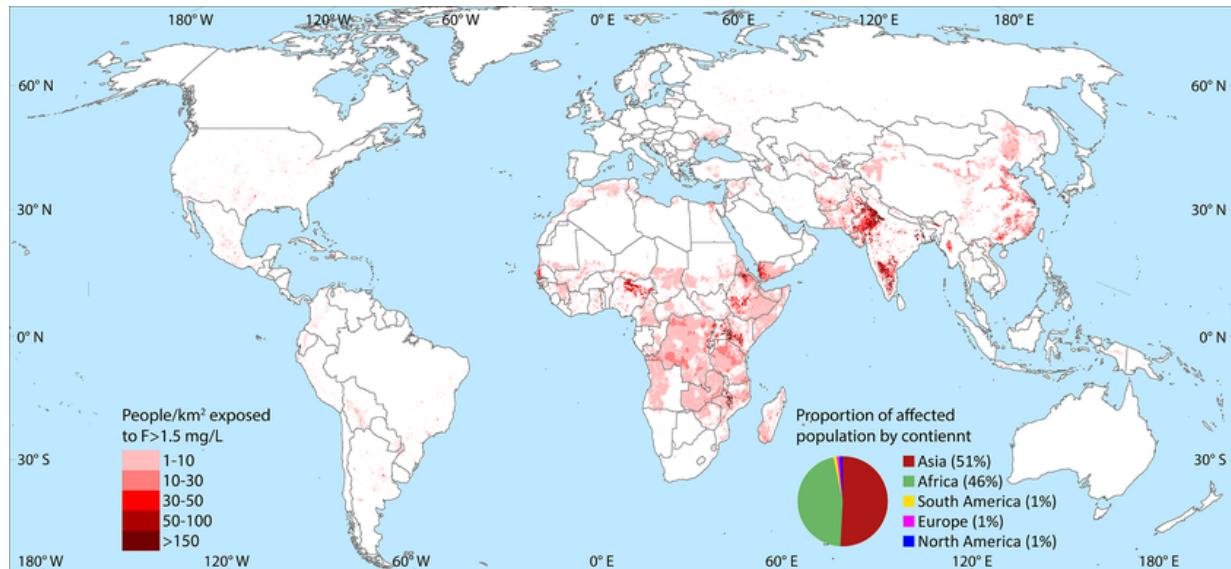 180° W 120° W 60° W 0° E 60° E 120° E 180° E
60° N 60° N
30° N 30° N
0° N 0° N
30° S 30° S
People/km² exposed
to F>1.5 mg/L
1-10
10-30
30-50
50-100
>150
Proportion of affected
population by contiennt
Asia (51%)
Africa (46%)
South America (1%)
Europe (1%)
North America (1%)
180° W 120° W 60° W 0° E 60° E 120° E 180° E